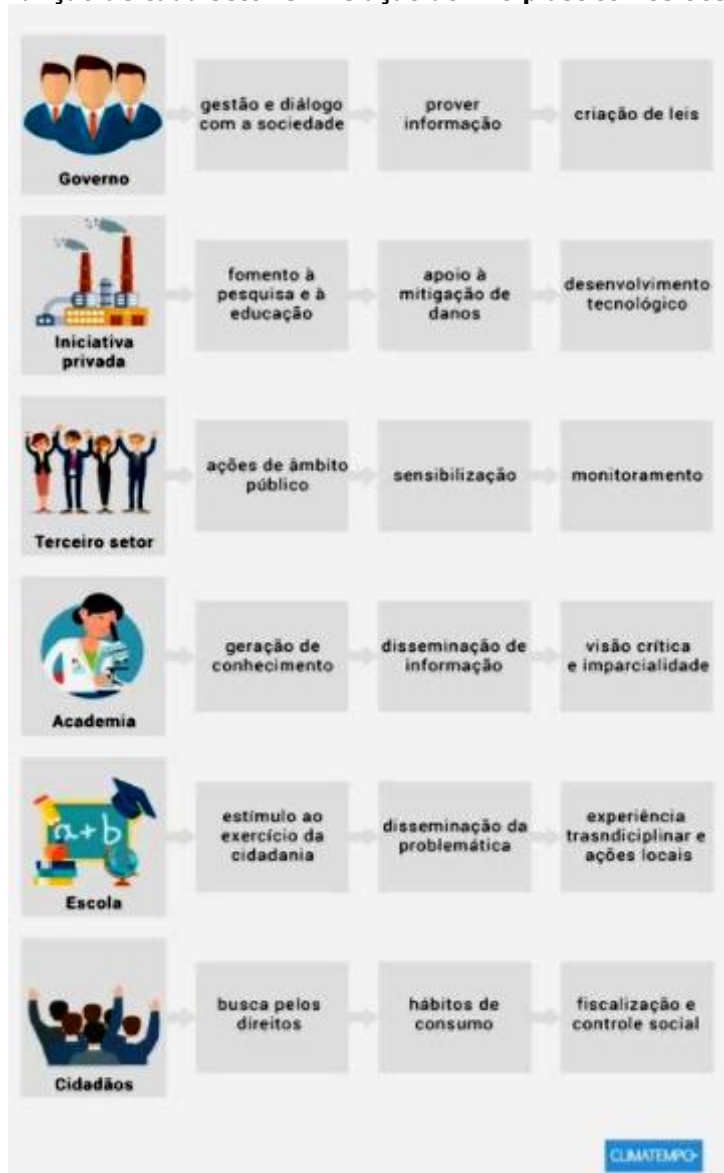 gestão e diálogo
com a sociedade
prover
informação
criação de leis
Governo
fomento à
pesquisa e à
educação
apoio à
mitigação de
danos
desenvolvimento
tecnológico
Iniciativa
privada
ações de âmbito
público
sensibilização
monitoramento
Terceiro setor
geração de
conhecimento
disseminação de
informação
visão crítica
e imparcialidade
Academia
a+b
estímulo ao
exercício da
cidadania
disseminação da
problemática
experiência
trasndiciplinar e
ações locais
Escola
busca pelos
direitos
hábitos de
consumo
fiscalização e
controle social
Cidadãos
CLIMATEMPO